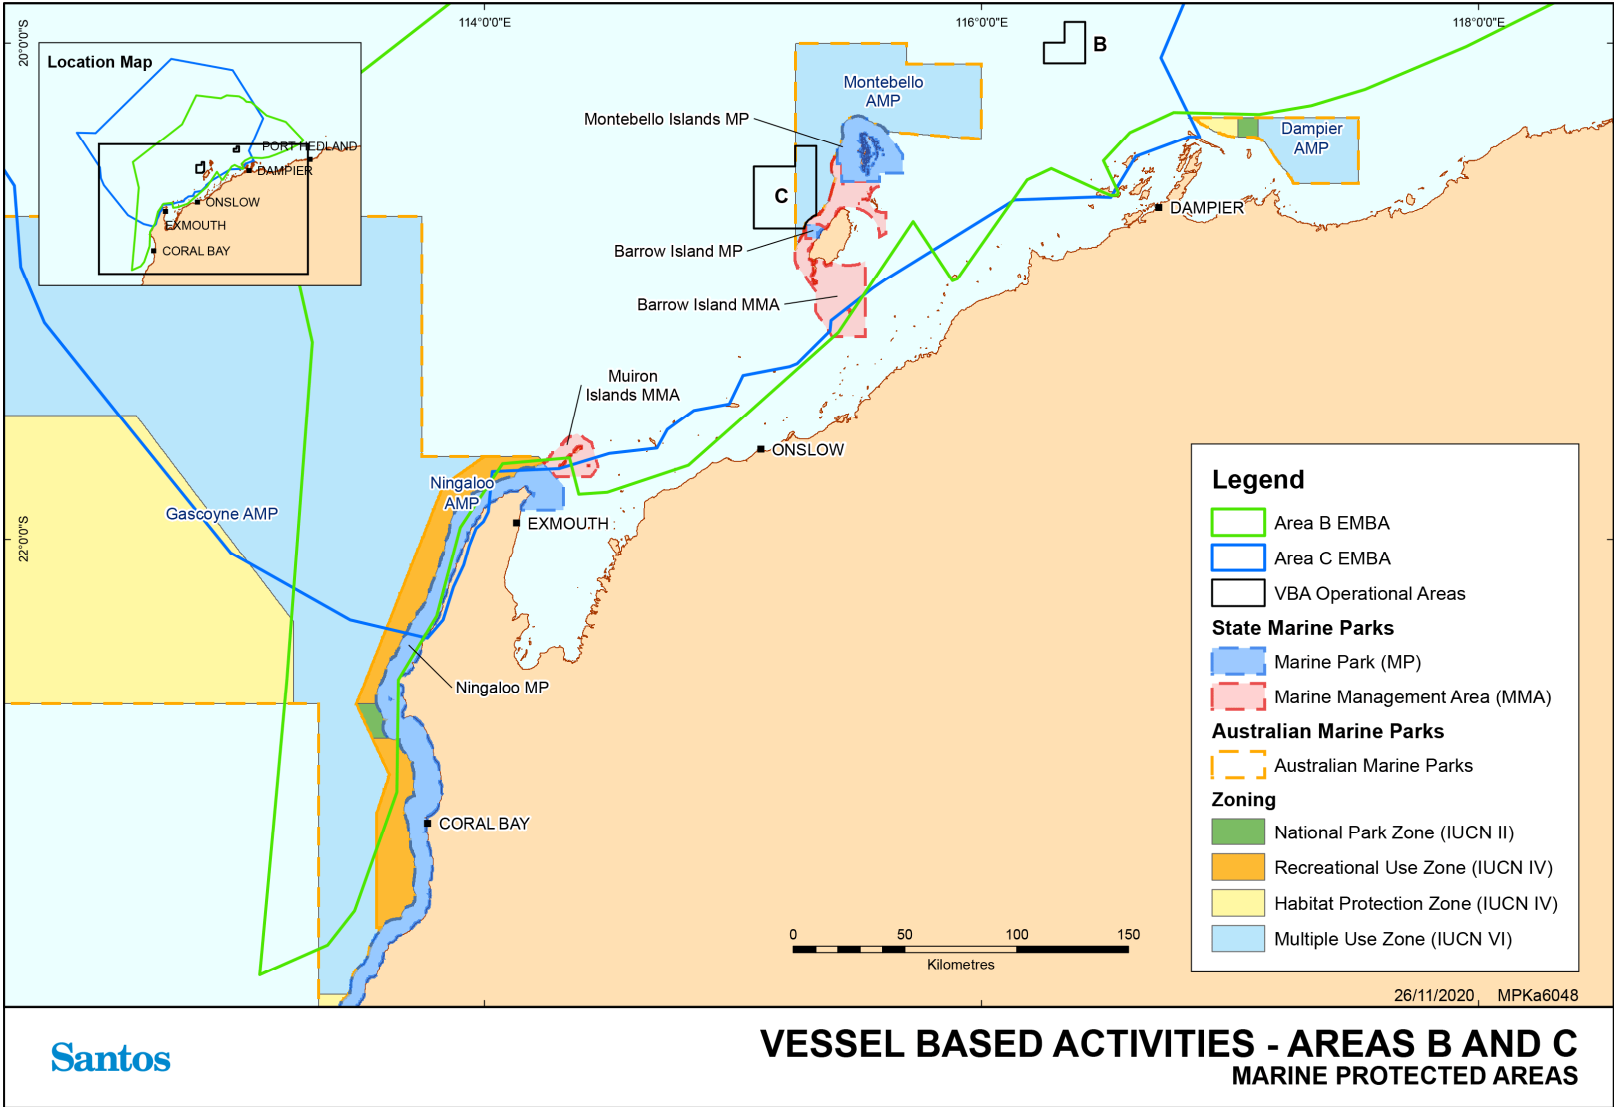 114°0'0"E
116°0'0"E
118°0'0"E
20°0'0"S
22°0'0"S
Location Map
PORT HEDLAND
DAMPIER
ONSLOW
EXMOUTH
CORAL BAY
B
Montebello
AMP
Montebello Islands MP
Dampier
AMP
C
DAMPIER
Barrow Island MP
Barrow Island MMA
Muiron
Islands MMA
ONSLOW
Ningaloo
AMP
Gascoyne AMP
EXMOUTH
Ningaloo MP
CORAL BAY
Legend
Area B EMBA
Area C EMBA
VBA Operational Areas
State Marine Parks
Marine Park (MP)
Marine Management Area (MMA)
Australian Marine Parks
Australian Marine Parks
Zoning
National Park Zone (IUCN II)
Recreational Use Zone (IUCN IV)
Habitat Protection Zone (IUCN IV)
Multiple Use Zone (IUCN VI)
0 50 100 150
Kilometres
26/11/2020 MPKa6048
Santos
VESSEL BASED ACTIVITIES - AREAS B AND C
MARINE PROTECTED AREAS